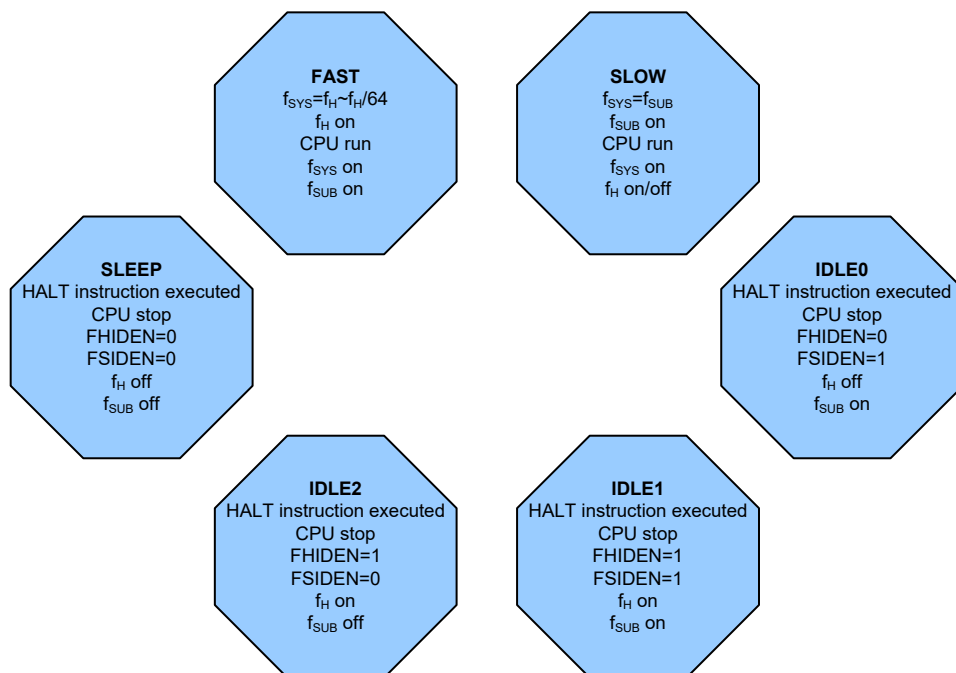 FAST
fSYS=fH~fH/64
fH on
CPU run
fSYS on
fSUB on
SLOW
fSYS=fSUB
fSUB on
CPU run
fSYS on
fH on/off
SLEEP
HALT instruction executed
CPU stop
FHIDEN=0
FSIDEN=0
fH off
fSUB off
IDLE0
HALT instruction executed
CPU stop
FHIDEN=0
FSIDEN=1
fH off
fSUB on
IDLE2
HALT instruction executed
CPU stop
FHIDEN=1
FSIDEN=0
fH on
fSUB off
IDLE1
HALT instruction executed
CPU stop
FHIDEN=1
FSIDEN=1
fH on
fSUB on